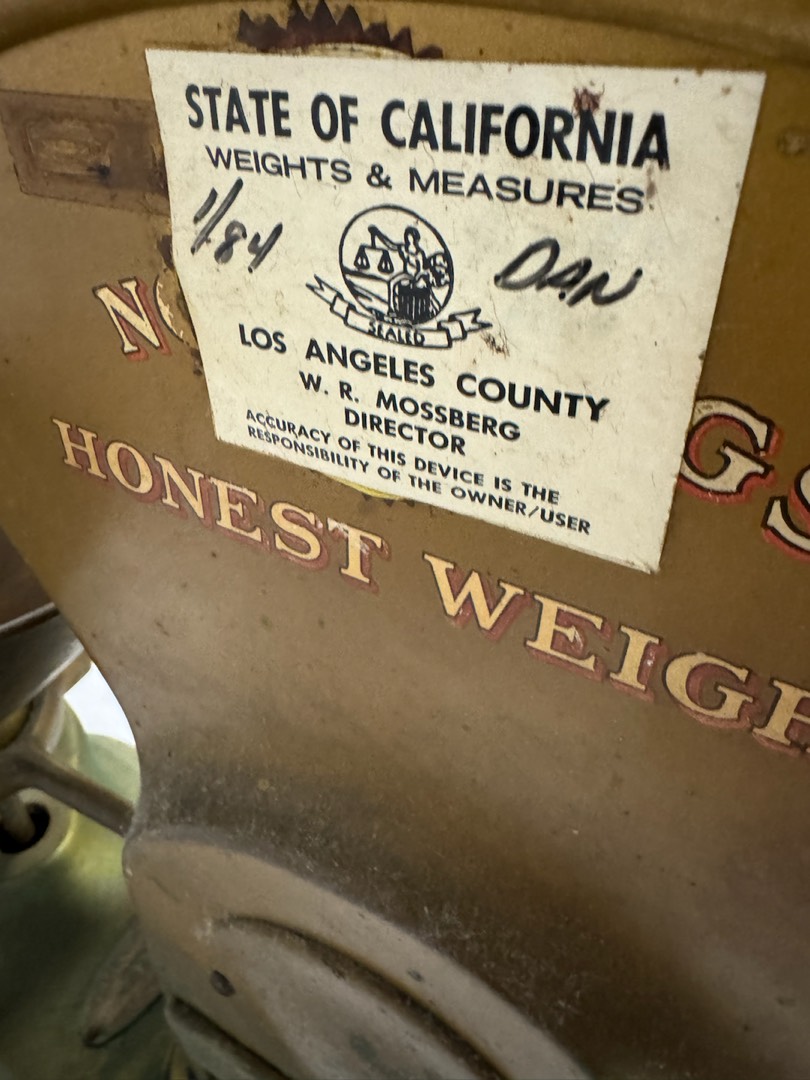 STATE OF CALIFORNIA
WEIGHTS & MEASURES
1/84
DAN
SEALED
LOS ANGELES COUNTY
W. R. MOSSBERG
DIRECTOR
ACCURACY OF THIS DEVICE IS THE
RESPONSIBILITY OF THE OWNER/USER
HONEST WEIGH